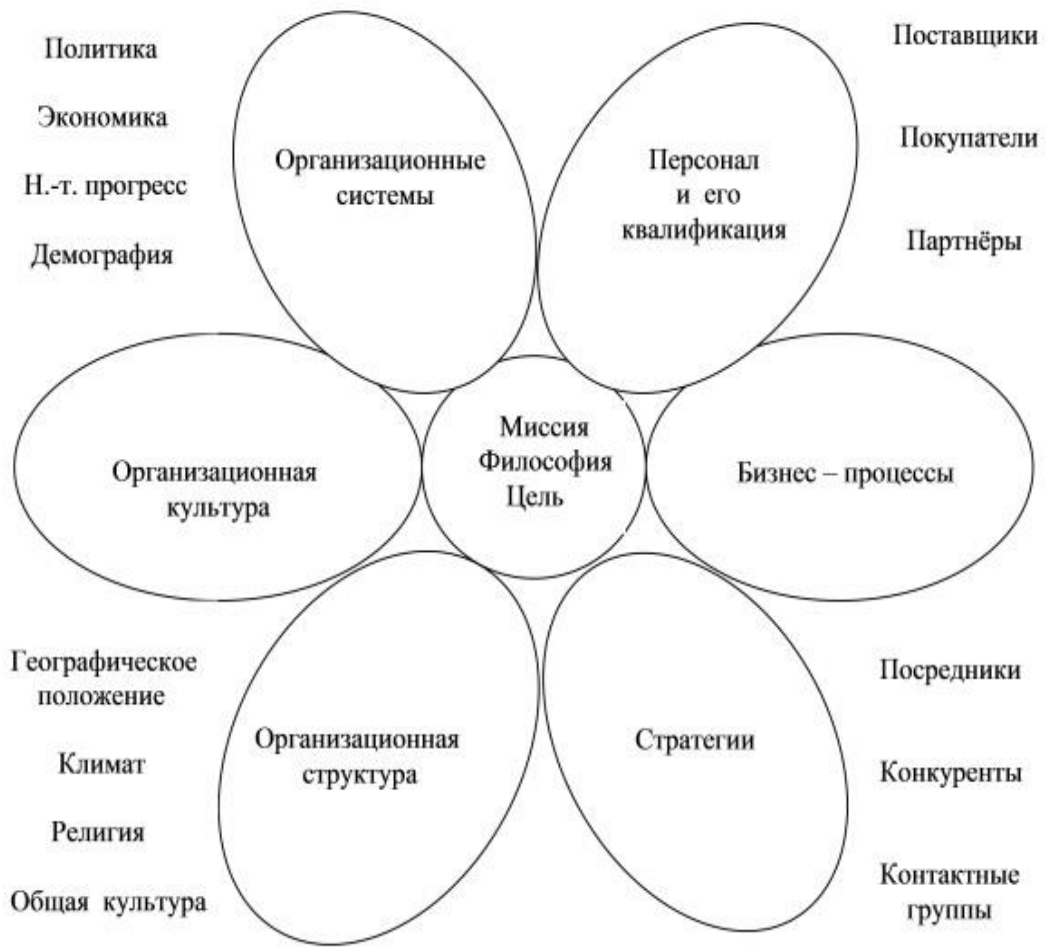 Политика
Экономика
Н.-т. прогресс
Демография
Организационные
системы
Персонал
и его
квалификация
Поставщики
Покупатели
Партнёры
Организационная
культура
Миссия
Философия
Цель
Бизнес – процессы
Географическое
положение
Климат
Религия
Общая культура
Организационная
структура
Стратегии
Посредники
Конкуренты
Контактные
группы